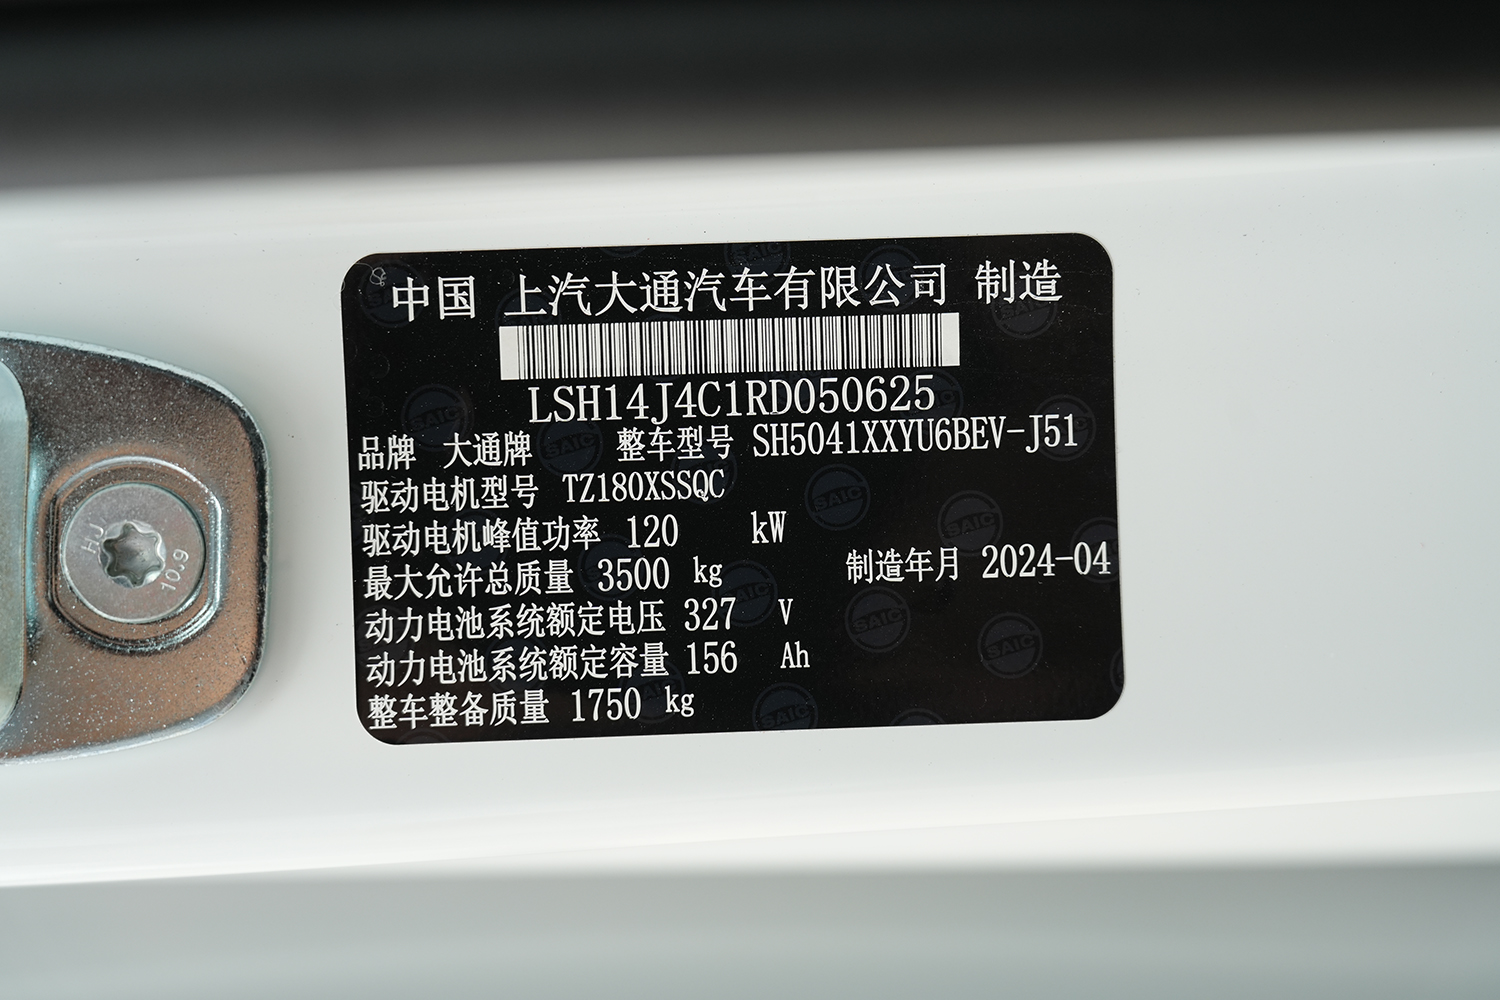 中国 上汽大通汽车有限公司 制造
LSH14J4C1RD050625
品牌 大通牌 整车型号 SH5041XXYU6BEV-J51
驱动电机型号 TZ180XSSQC
驱动电机峰值功率 120 kW
最大允许总质量 3500 kg 制造年月 2024-04
动力电池系统额定电压 327 V
动力电池系统额定容量 156 Ah
整车整备质量 1750 kg
HJ
10.9
SAIC